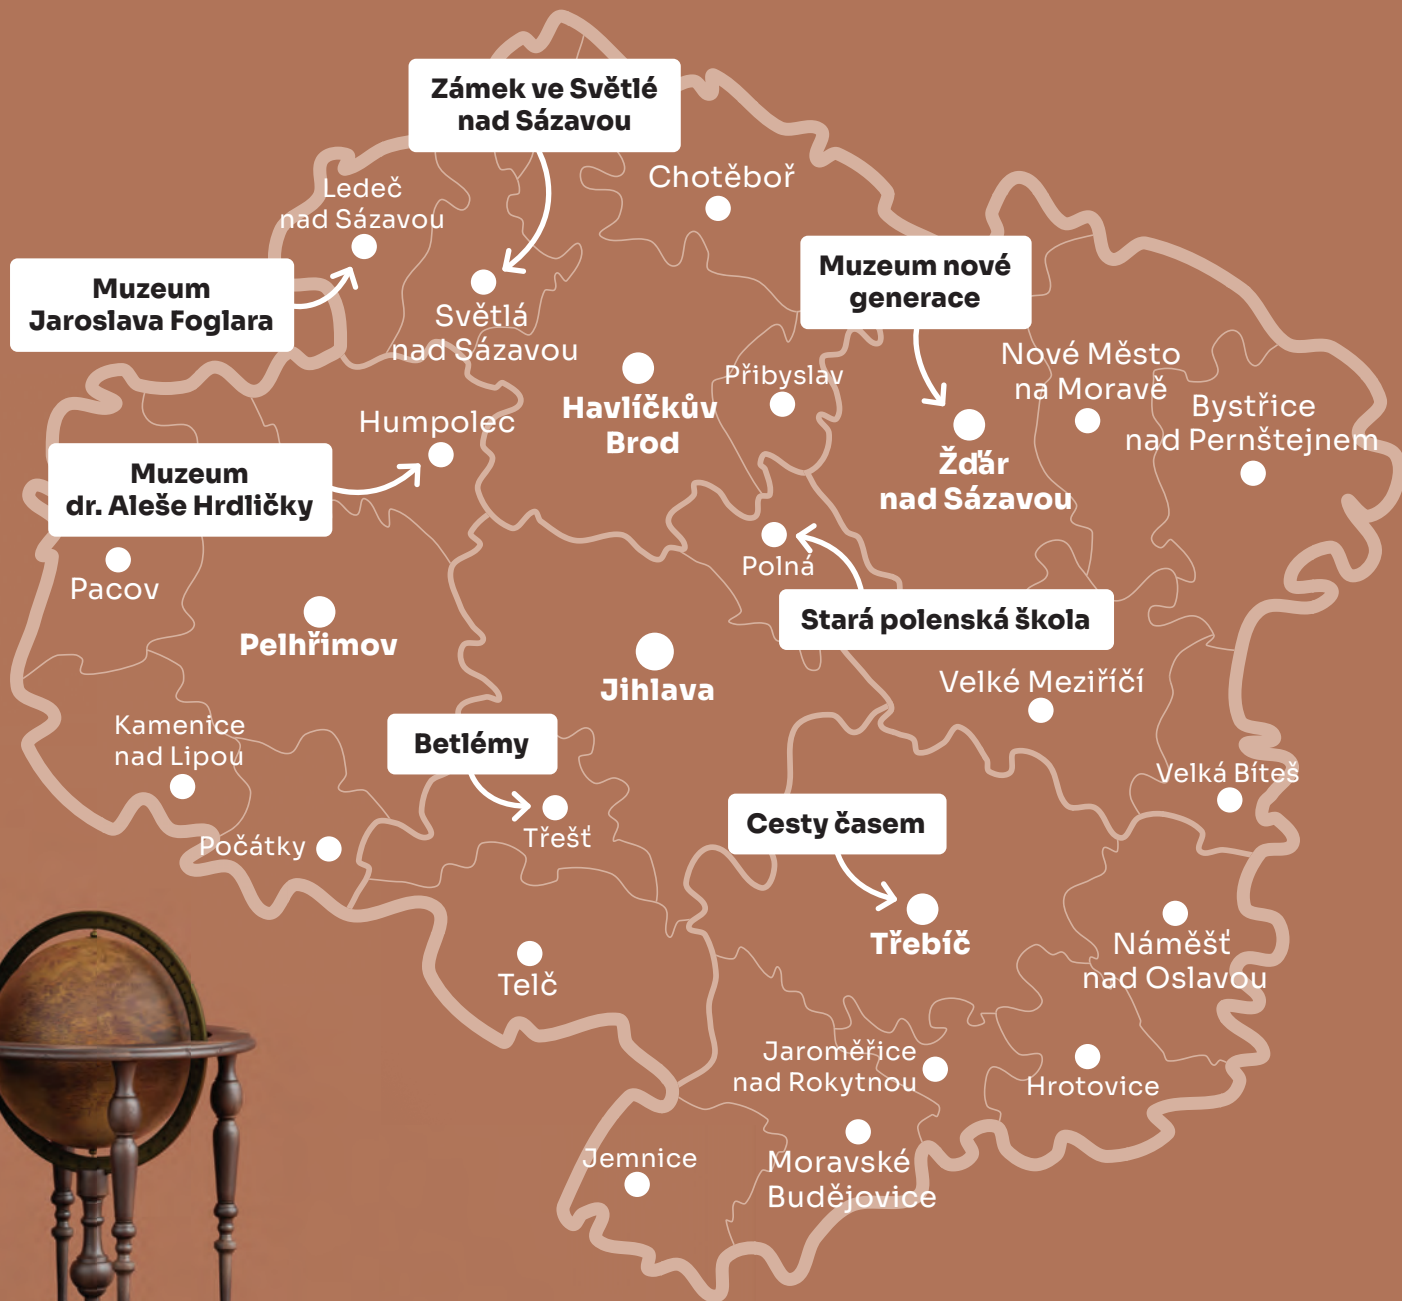 Zámek ve Světlé
nad Sázavou
Chotěboř
Ledeč
nad Sázavou
Muzeum nové
generace
Muzeum
Jaroslava Foglara
Světlá
nad Sázavou
Nové Město
na Moravě
Přibyslav
Havlíčkův
Brod
Bystřice
nad Pernštejnem
Humpolec
Žďár
nad Sázavou
Muzeum
dr. Aleše Hrdličky
Polná
Pacov
Stará polenská škola
Pelhřimov
Jihlava
Velké Meziříčí
Kamenice
nad Lipou
Betlémy
Velká Bíteš
Cesty časem
Třešť
Počátky
Třebíč
Náměšť
nad Oslavou
Telč
Jaroměřice
nad Rokytnou
Hrotovice
Jemnice
Moravské
Budějovice